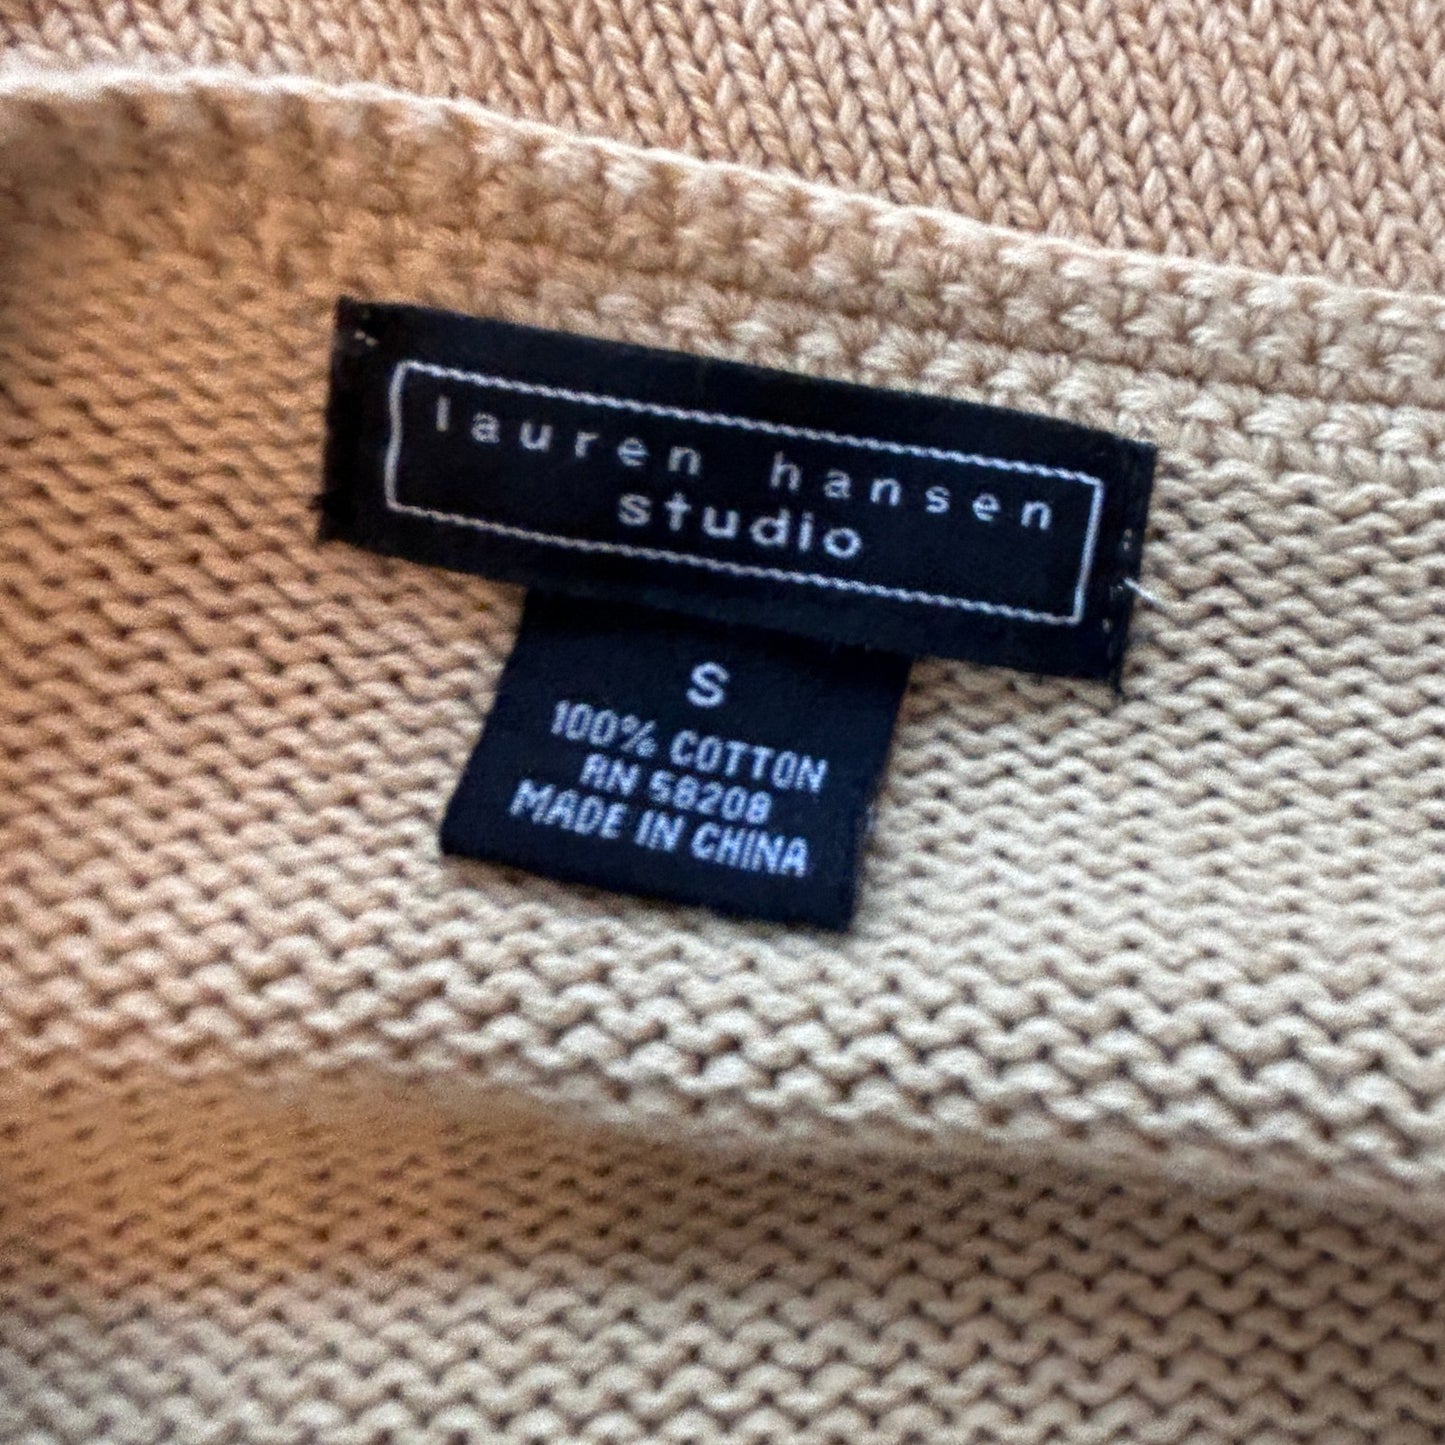 lauren hansen
studio
S
100% COTTON
RN 58208
MADE IN CHINA